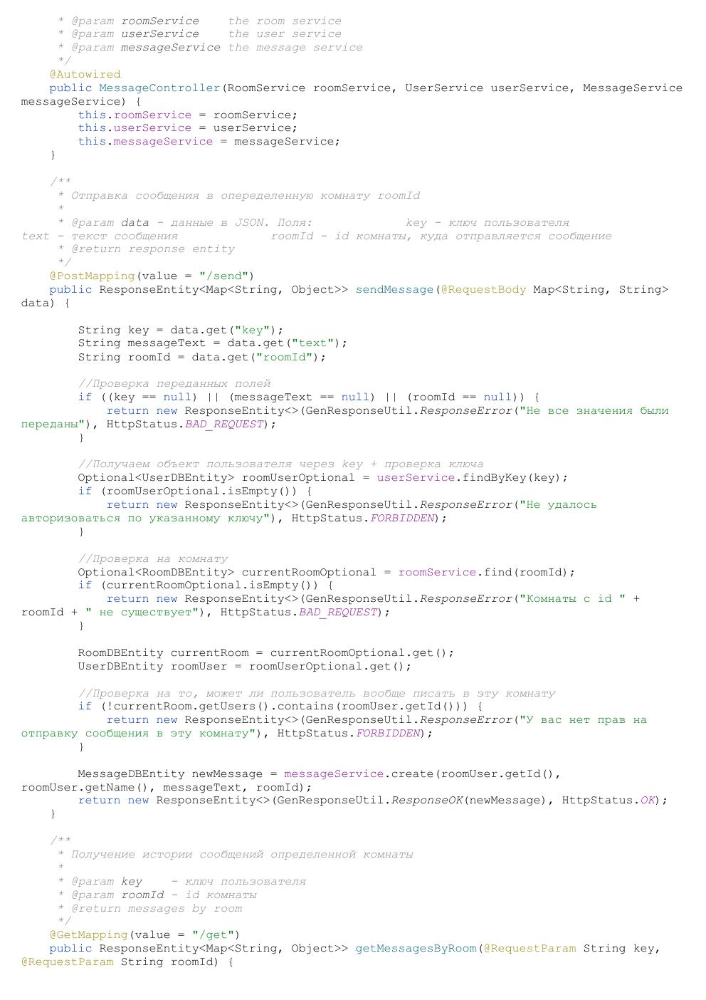 * @param roomService    the room service
* @param userService    the user service
* @param messageService the message service
*/
@Autowired
public MessageController(RoomService roomService, UserService userService, MessageService
messageService) {
this.roomService = roomService;
this.userService = userService;
this.messageService = messageService;
}
/**
* Отправка сообщения в опеределенную комнату roomId
*
* @param data - данные в JSON. Поля:             key - ключ пользователя
text - текст сообщения             roomId - id комнаты, куда отправляется сообщение
* @return response entity
*/
@PostMapping(value = "/send")
public ResponseEntity<Map<String, Object>> sendMessage(@RequestBody Map<String, String>
data) {
String key = data.get("key");
String messageText = data.get("text");
String roomId = data.get("roomId");
//Проверка переданных полей
if ((key == null) || (messageText == null) || (roomId == null)) {
return new ResponseEntity<>(GenResponseUtil.ResponseError("Не все значения были
переданы"), HttpStatus.BAD_REQUEST);
}
//Получаем объект пользователя через key + проверка ключа
Optional<UserDBEntity> roomUserOptional = userService.findByKey(key);
if (roomUserOptional.isEmpty()) {
return new ResponseEntity<>(GenResponseUtil.ResponseError("Не удалось
авторизоваться по указанному ключу"), HttpStatus.FORBIDDEN);
}
//Проверка на комнату
Optional<RoomDBEntity> currentRoomOptional = roomService.find(roomId);
if (currentRoomOptional.isEmpty()) {
return new ResponseEntity<>(GenResponseUtil.ResponseError("Комнаты с id " +
roomId + " не существует"), HttpStatus.BAD_REQUEST);
}
RoomDBEntity currentRoom = currentRoomOptional.get();
UserDBEntity roomUser = roomUserOptional.get();
//Проверка на то, может ли пользователь вообще писать в эту комнату
if (!currentRoom.getUsers().contains(roomUser.getId())) {
return new ResponseEntity<>(GenResponseUtil.ResponseError("У вас нет прав на
отправку сообщения в эту комнату"), HttpStatus.FORBIDDEN);
}
MessageDBEntity newMessage = messageService.create(roomUser.getId(),
roomUser.getName(), messageText, roomId);
return new ResponseEntity<>(GenResponseUtil.ResponseOK(newMessage), HttpStatus.OK);
}
/**
* Получение истории сообщений определенной комнаты
*
* @param key    - ключ пользователя
* @param roomId - id комнаты
* @return messages by room
*/
@GetMapping(value = "/get")
public ResponseEntity<Map<String, Object>> getMessagesByRoom(@RequestParam String key,
@RequestParam String roomId) {